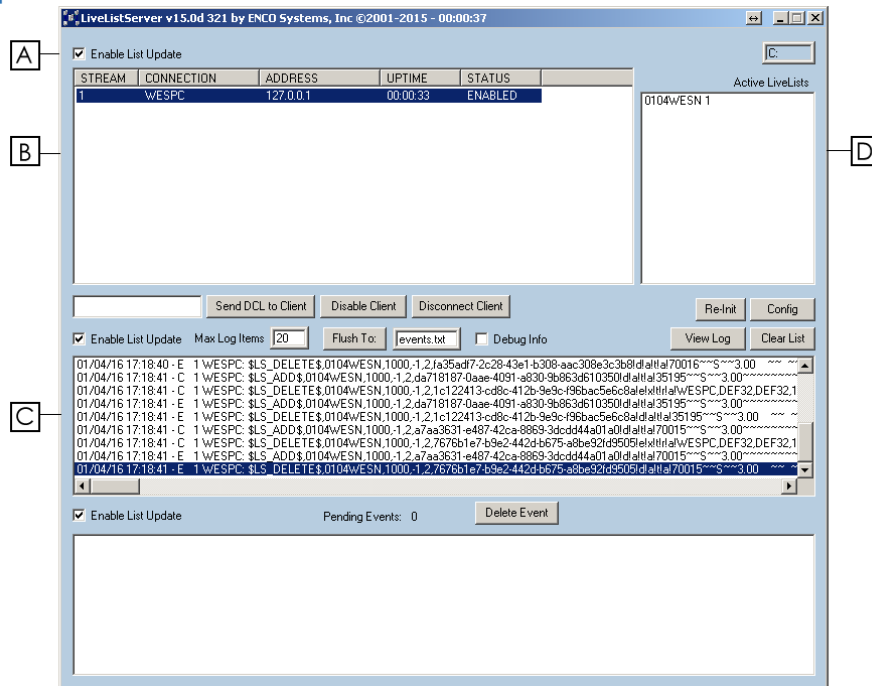 LiveListServer v15.0d 321 by ENCO Systems, Inc ©2001-2015 - 00:00:37
A
Enable List Update
C:
STREAM CONNECTION ADDRESS UPTIME STATUS
Active LiveLists
1 WESPC 127.0.0.1 00:00:33 ENABLED
0104WESN 1
B
D
Send DCL to Client Disable Client Disconnect Client
Re-Init Config
Enable List Update Max Log Items 20 Flush To: events.txt Debug Info View Log Clear List
01/04/16 17:18:40 - E 1 WESPC: $LS_DELETE$,0104WESN,1000,-1,2,fa35adf7-2c28-43e1-b308-aac308e3c3b8!d!a!t!a!70016~~S~~3.00 ~~ ~
01/04/16 17:18:41 - C 1 WESPC: $LS_ADD$,0104WESN,1000,-1,2,da718187-0aae-4091-a830-9b863d610350!d!a!t!a!35195~~S~~3.00~~~~~~~~~
01/04/16 17:18:41 - C 1 WESPC: $LS_DELETE$,0104WESN,1000,-1,2,1c122413-cd8c-412b-9e9c-f96bac5e6c8a!e!x!t!r!a!WESPC,DEF32,DEF32,1
01/04/16 17:18:41 - E 1 WESPC: $LS_ADD$,0104WESN,1000,-1,2,da718187-0aae-4091-a830-9b863d610350!d!a!t!a!35195~~S~~3.00~~~~~~~~~
01/04/16 17:18:41 - E 1 WESPC: $LS_DELETE$,0104WESN,1000,-1,2,1c122413-cd8c-412b-9e9c-f96bac5e6c8a!d!a!t!a!35195~~S~~3.00 ~~ ~
01/04/16 17:18:41 - C 1 WESPC: $LS_ADD$,0104WESN,1000,-1,2,a7aa3631-e487-42ca-8869-3dcdd44a01a0!d!a!t!a!70015~~S~~3.00~~~~~~~~~
01/04/16 17:18:41 - C 1 WESPC: $LS_DELETE$,0104WESN,1000,-1,2,7676b1e7-b9e2-442d-b675-a8be92fd9505!e!x!t!r!a!WESPC,DEF32,DEF32,1
01/04/16 17:18:41 - E 1 WESPC: $LS_ADD$,0104WESN,1000,-1,2,a7aa3631-e487-42ca-8869-3dcdd44a01a0!d!a!t!a!70015~~S~~3.00~~~~~~~~~
01/04/16 17:18:41 - E 1 WESPC: $LS_DELETE$,0104WESN,1000,-1,2,7676b1e7-b9e2-442d-b675-a8be92fd9505!d!a!t!a!70015~~S~~3.00 ~~ ~
C
Enable List Update Pending Events: 0 Delete Event